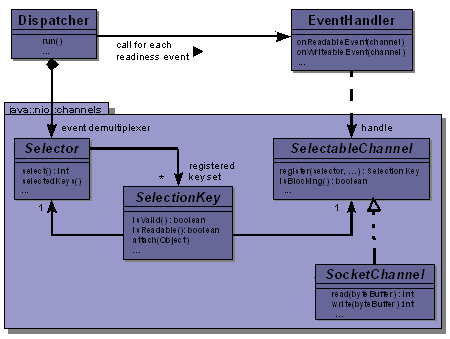 Dispatcher
run()
...
call for each
readiness event
EventHandler
onReadableEvent(channel)
onWriteableEvent(channel)
...
java::nio::channels
event demultiplexer
handle
Selector
select() : int
selectedKeys()
...
registered
key set
*
SelectableChannel
register(selector, ...) : SelectionKey
isBlocking() : boolean
...
1
SelectionKey
isValid() : boolean
isReadable() : boolean
attach(Object)
...
1
SocketChannel
read(byteBuffer) : int
write(byteBuffer) :int
...